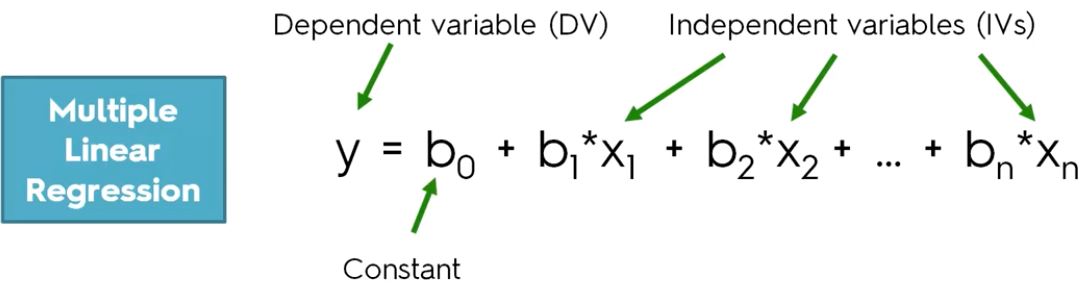 Dependent variable (DV)
Independent variables (IVs)
Multiple
Linear
Regression
y = b₀ + b₁*x₁ + b₂*x₂ + ... + bₙ*xₙ
Constant